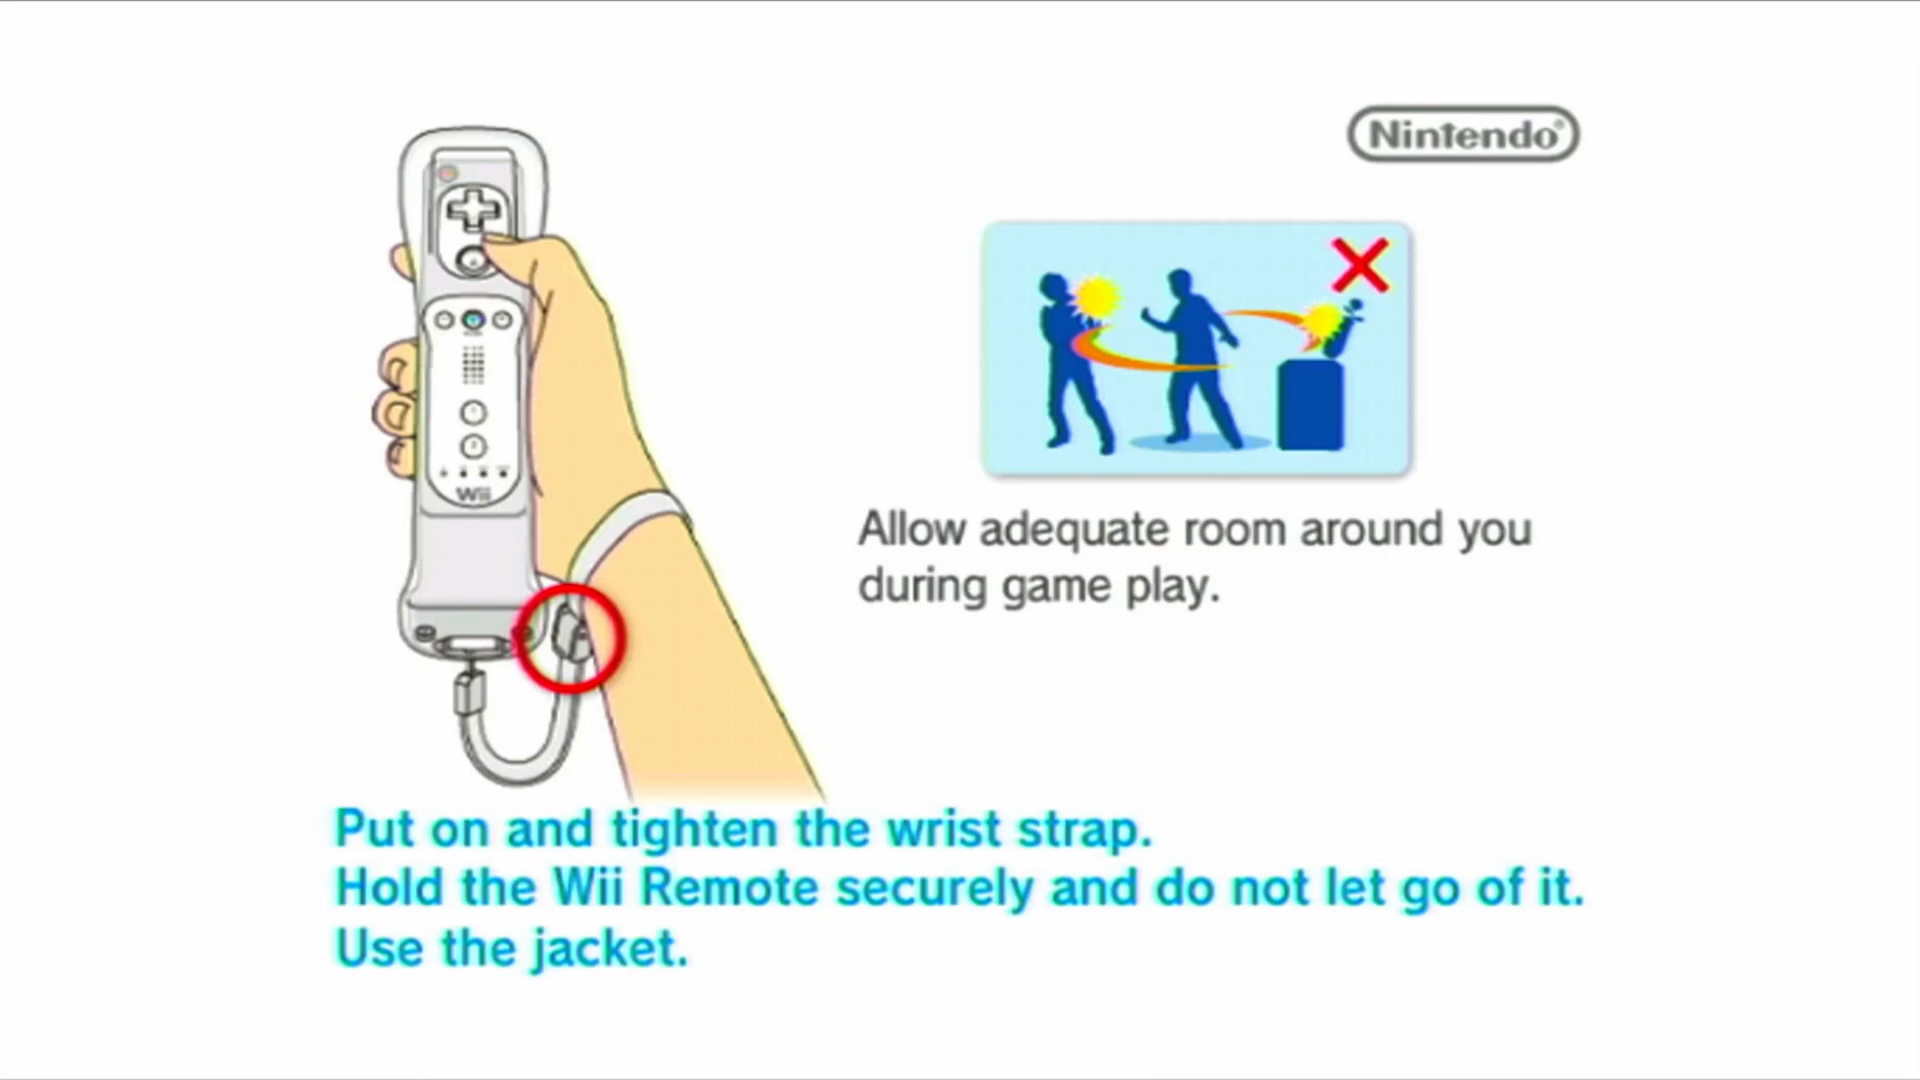 Nintendo®
Wii
Allow adequate room around you
during game play.
Put on and tighten the wrist strap.
Hold the Wii Remote securely and do not let go of it.
Use the jacket.